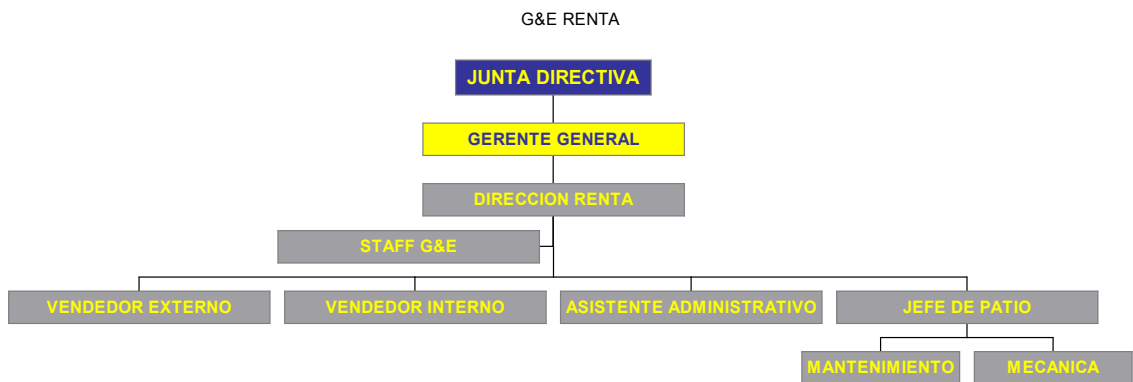 G&E RENTA
JUNTA DIRECTIVA
GERENTE GENERAL
DIRECCION RENTA
STAFF G&E
VENDEDOR EXTERNO
VENDEDOR INTERNO
ASISTENTE ADMINISTRATIVO
JEFE DE PATIO
MANTENIMIENTO
MECANICA